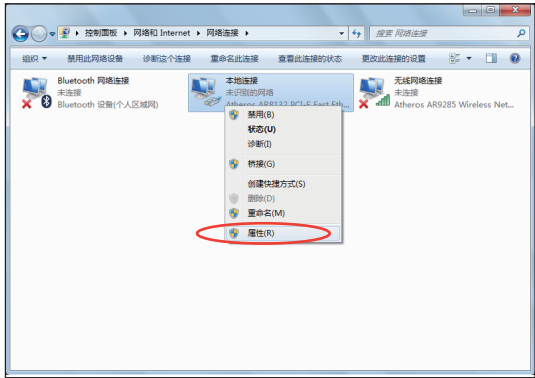 控制面板 ▸ 网络和 Internet ▸ 网络连接 ▸
搜索 网络连接
组织 禁用此网络设备 诊断这个连接 重命名此连接 查看此连接的状态 更改此连接的设置
Bluetooth 网络连接
未连接
Bluetooth 设备(个人区域网)
本地连接
未识别的网络
Atheros AR8132 PCI-E Fast Eth...
无线网络连接
未连接
Atheros AR9285 Wireless Net...
禁用(B)
状态(U)
诊断(I)
桥接(G)
创建快捷方式(S)
删除(D)
重命名(M)
属性(R)